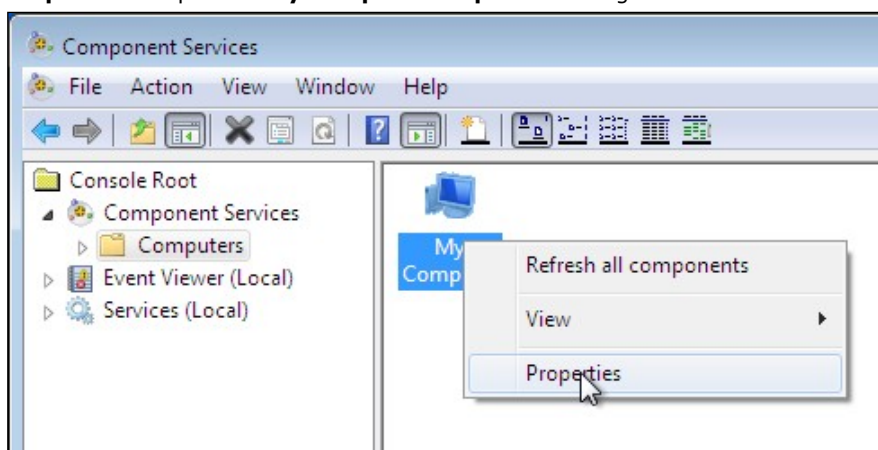 Component Services
File Action View Window Help
Console Root
Component Services
Computers
Event Viewer (Local)
Services (Local)
My
Comp
Refresh all components
View
Properties